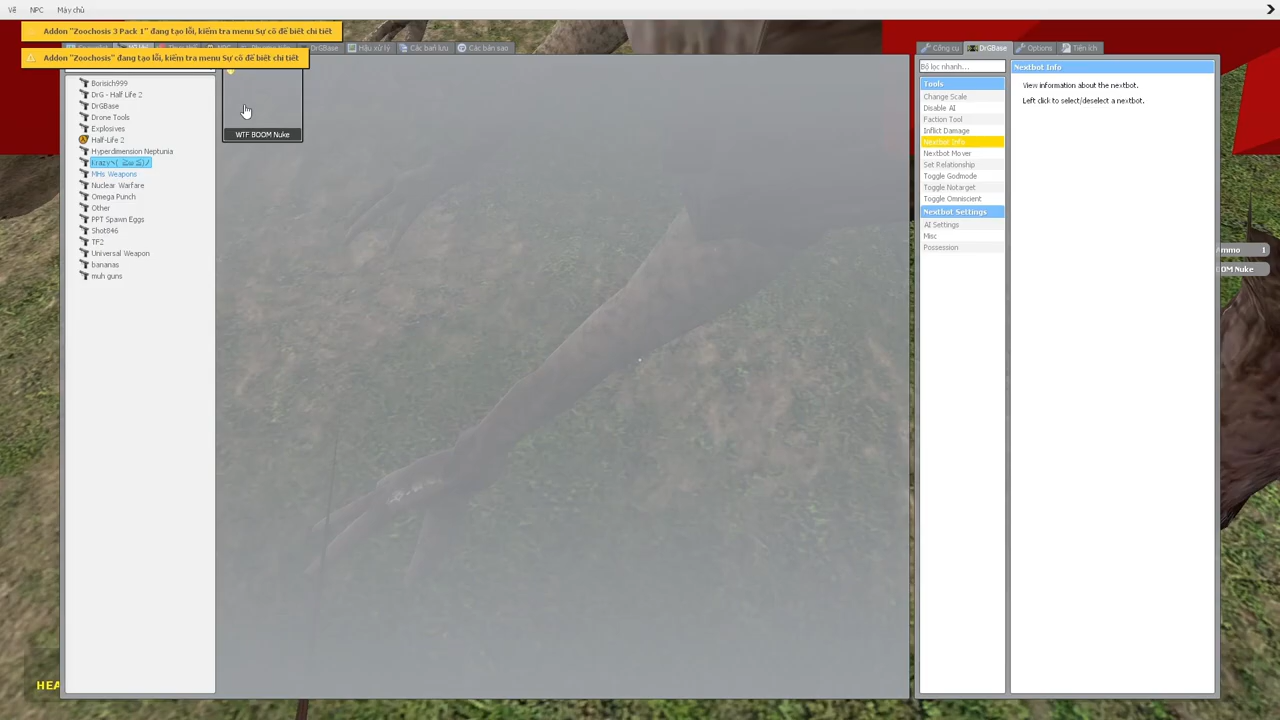 Vẽ NPC Máy chủ
Addon "Zoochosis 3 Pack 1" đang tạo lỗi, kiểm tra menu Sự cố để biết chi tiết
Addon "Zoochosis" đang tạo lỗi, kiểm tra menu Sự cố để biết chi tiết
DrGBase Hậu xử lý Các bản lưu Các bản sao
Borisich999
DrG - Half Life 2
DrGBase
Drone Tools
Explosives
Half-Life 2
Hyperdimension Neptunia
MHs Weapons
Nuclear Warfare
Omega Punch
Other
PPT Spawn Eggs
Shot846
TF2
Universal Weapon
bananas
muh guns
WTF BOOM Nuke
Công cụ DrGBase Options Tiện ích
Bộ lọc nhanh...
Tools
Change Scale
Disable AI
Faction Tool
Inflict Damage
Nextbot Info
Nextbot Mover
Set Relationship
Toggle Godmode
Toggle Notarget
Toggle Omniscient
Nextbot Settings
AI Settings
Misc
Possession
Nextbot Info
View information about the nextbot.
Left click to select/deselect a nextbot.
Ammo 1
OM Nuke
HEA